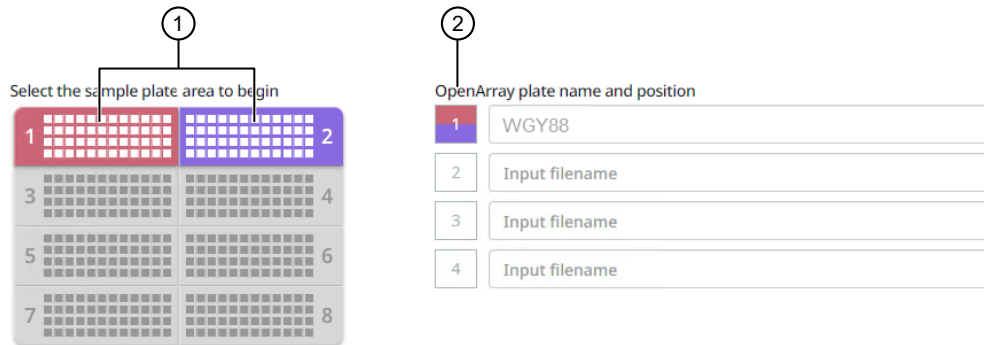 1
2
Select the sample plate area to begin
1 2
3 4
5 6
7 8
OpenArray plate name and position
1 WGY88
2 Input filename
3 Input filename
4 Input filename